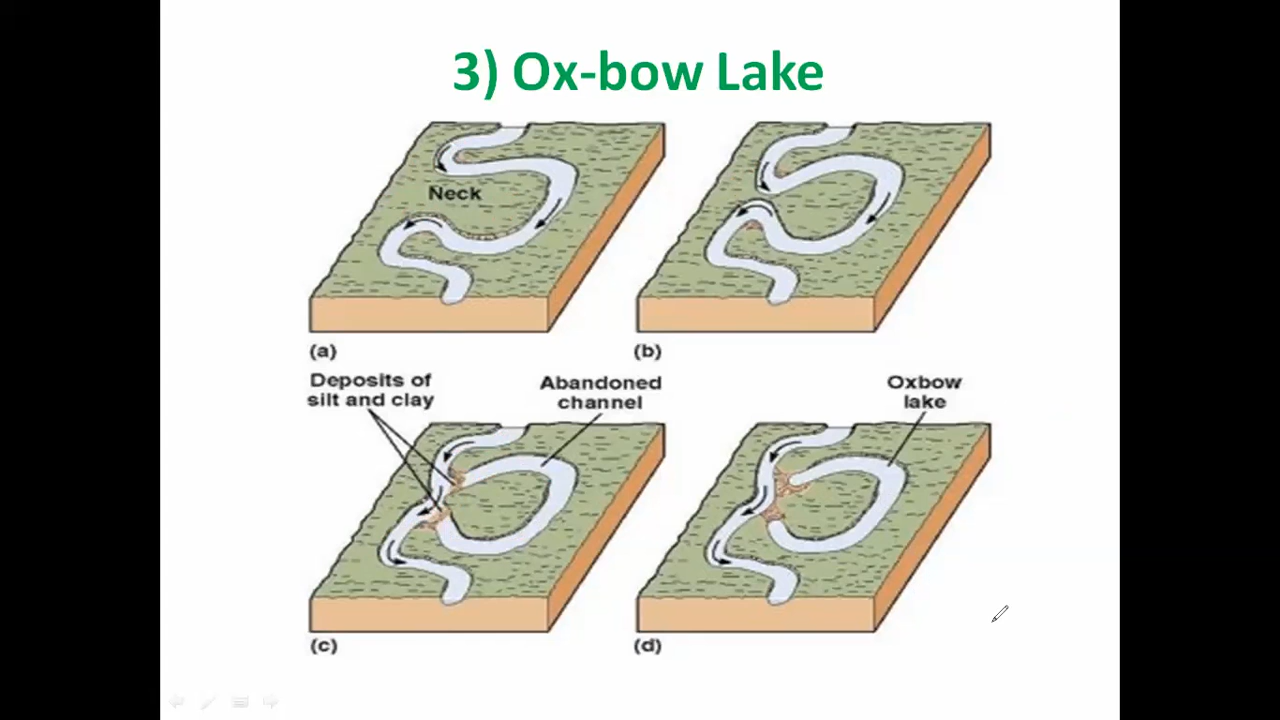 3) Ox-bow Lake
Neck
(a)
(b)
Deposits of
silt and clay
Abandoned
channel
Oxbow
lake
(c)
(d)